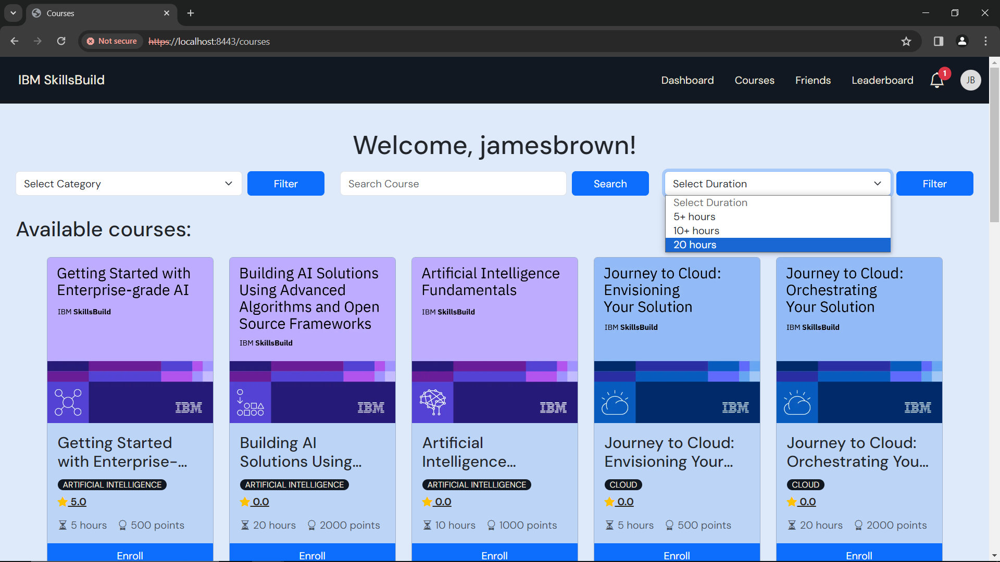 Courses
Not secure
https://localhost:8443/courses
IBM SkillsBuild
Dashboard
Courses
Friends
Leaderboard
1
JB
Welcome, jamesbrown!
Select Category
Filter
Search Course
Search
Select Duration
Filter
Select Duration
5+ hours
10+ hours
20 hours
Available courses:
Getting Started with
Enterprise-grade AI
IBM SkillsBuild
IBM
Getting Started
with Enterprise-...
ARTIFICIAL INTELLIGENCE
5.0
5 hours
500 points
Enroll
Building AI Solutions
Using Advanced
Algorithms and Open
Source Frameworks
IBM SkillsBuild
IBM
Building AI
Solutions Using...
ARTIFICIAL INTELLIGENCE
0.0
20 hours
2000 points
Enroll
Artificial Intelligence
Fundamentals
IBM SkillsBuild
IBM
Artificial
Intelligence...
ARTIFICIAL INTELLIGENCE
0.0
10 hours
1000 points
Enroll
Journey to Cloud:
Envisioning
Your Solution
IBM SkillsBuild
IBM
Journey to Cloud:
Envisioning Your...
CLOUD
0.0
5 hours
500 points
Enroll
Journey to Cloud:
Orchestrating
Your Solution
IBM SkillsBuild
IBM
Journey to Cloud:
Orchestrating You...
CLOUD
0.0
20 hours
2000 points
Enroll